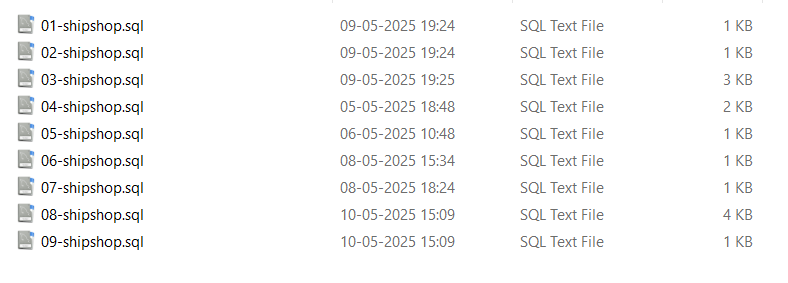 01-shipshop.sql 09-05-2025 19:24 SQL Text File 1 KB
02-shipshop.sql 09-05-2025 19:24 SQL Text File 1 KB
03-shipshop.sql 09-05-2025 19:25 SQL Text File 3 KB
04-shipshop.sql 05-05-2025 18:48 SQL Text File 2 KB
05-shipshop.sql 06-05-2025 10:48 SQL Text File 1 KB
06-shipshop.sql 08-05-2025 15:34 SQL Text File 1 KB
07-shipshop.sql 08-05-2025 18:24 SQL Text File 1 KB
08-shipshop.sql 10-05-2025 15:09 SQL Text File 4 KB
09-shipshop.sql 10-05-2025 15:09 SQL Text File 1 KB